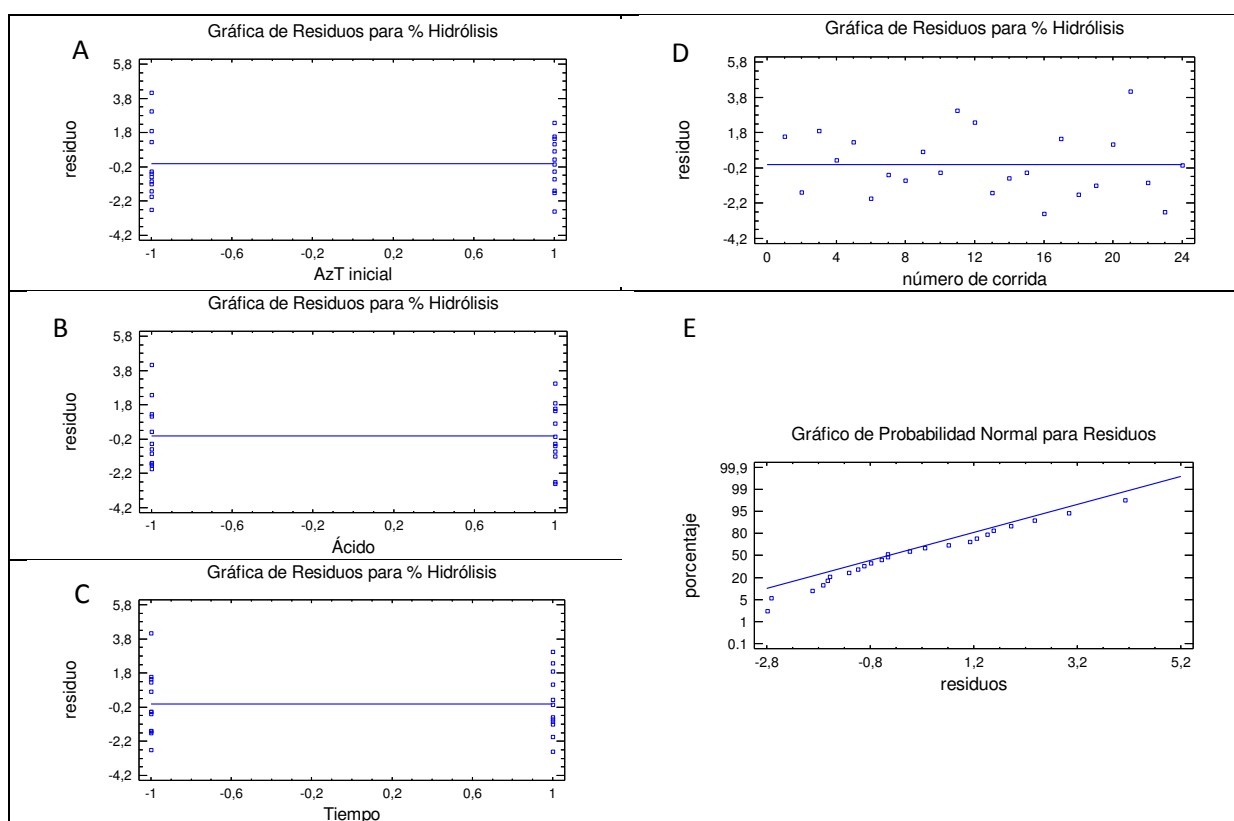 A
Gráfica de Residuos para % Hidrólisis
residuo
5,8
3,8
1,8
-0,2
-2,2
-4,2
-1 -0,6 -0,2 0,2 0,6 1
AzT inicial
D
Gráfica de Residuos para % Hidrólisis
residuo
5,8
3,8
1,8
-0,2
-2,2
-4,2
0 4 8 12 16 20 24
número de corrida
B
Gráfica de Residuos para % Hidrólisis
residuo
5,8
3,8
1,8
-0,2
-2,2
-4,2
-1 -0,6 -0,2 0,2 0,6 1
Ácido
E
Gráfico de Probabilidad Normal para Residuos
porcentaje
99,9
99
95
80
50
20
5
1
0.1
-2,8 -0,8 1,2 3,2 5,2
residuos
C
Gráfica de Residuos para % Hidrólisis
residuo
5,8
3,8
1,8
-0,2
-2,2
-4,2
-1 -0,6 -0,2 0,2 0,6 1
Tiempo